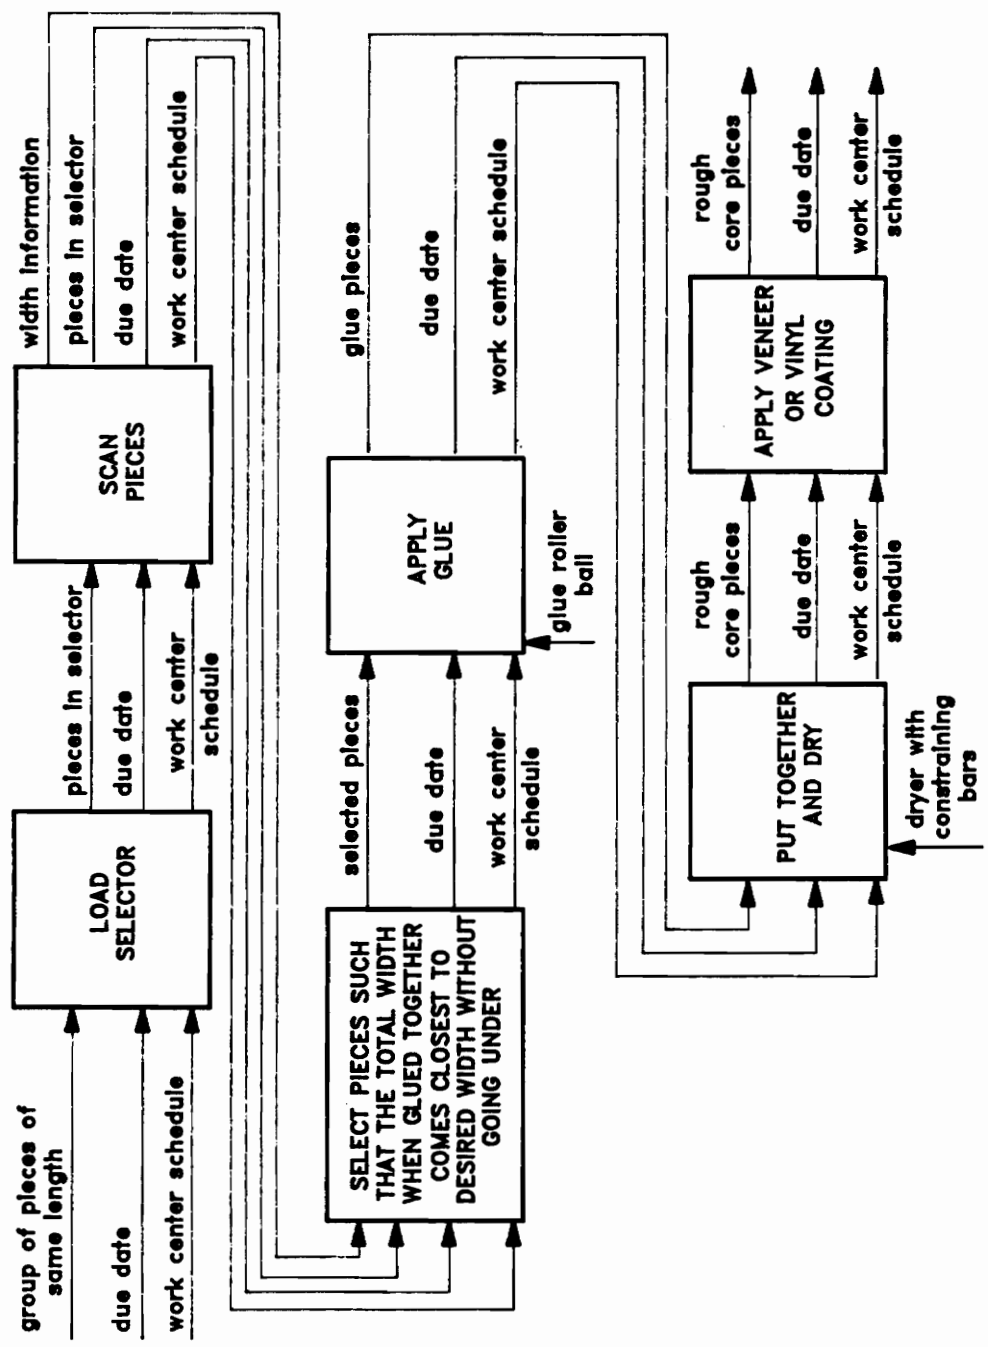 group of pieces of
same length
due date
work center schedule
LOAD
SELECTOR
pieces in selector
due date
work center
schedule
SCAN
PIECES
width information
pieces in selector
due date
work center schedule
SELECT PIECES SUCH
THAT THE TOTAL WIDTH
WHEN GLUED TOGETHER
COMES CLOSEST TO
DESIRED WIDTH WITHOUT
GOING UNDER
selected pieces
due date
work center
schedule
APPLY
GLUE
glue roller
ball
glue pieces
due date
work center schedule
PUT TOGETHER
AND DRY
dryer with
constraining
bars
rough
core pieces
due date
work center
schedule
APPLY VENEER
OR VINYL
COATING
rough
core pieces
due date
work center
schedule